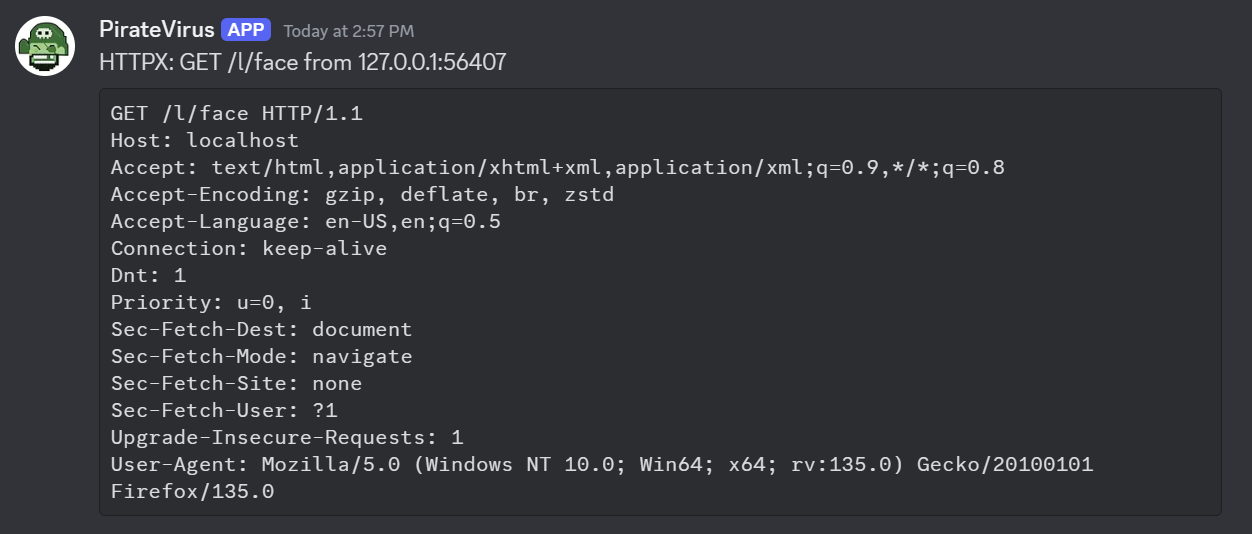 PirateVirus APP Today at 2:57 PM
HTTPX: GET /l/face from 127.0.0.1:56407
GET /l/face HTTP/1.1
Host: localhost
Accept: text/html,application/xhtml+xml,application/xml;q=0.9,*/*;q=0.8
Accept-Encoding: gzip, deflate, br, zstd
Accept-Language: en-US,en;q=0.5
Connection: keep-alive
Dnt: 1
Priority: u=0, i
Sec-Fetch-Dest: document
Sec-Fetch-Mode: navigate
Sec-Fetch-Site: none
Sec-Fetch-User: ?1
Upgrade-Insecure-Requests: 1
User-Agent: Mozilla/5.0 (Windows NT 10.0; Win64; x64; rv:135.0) Gecko/20100101
Firefox/135.0